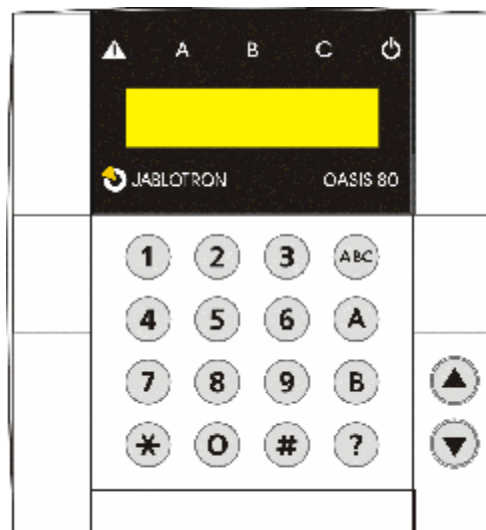 A B C
JABLOTRON OASIS 80
1 2 3 ABC
4 5 6 A
7 8 9 B
* 0 # ?